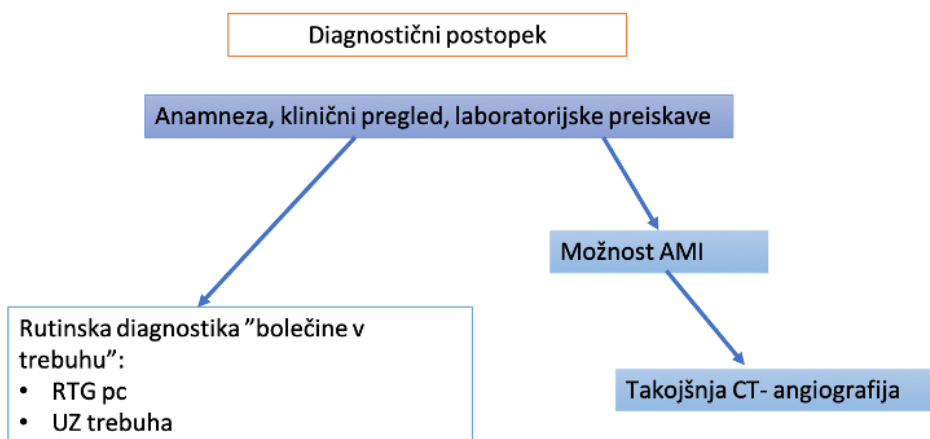 Diagnostični postopek
Anamneza, klinični pregled, laboratorijske preiskave
Možnost AMI
Rutinska diagnostika ”bolečine v
trebuhu”:
• RTG pc
• UZ trebuha
Takojšnja CT- angiografija